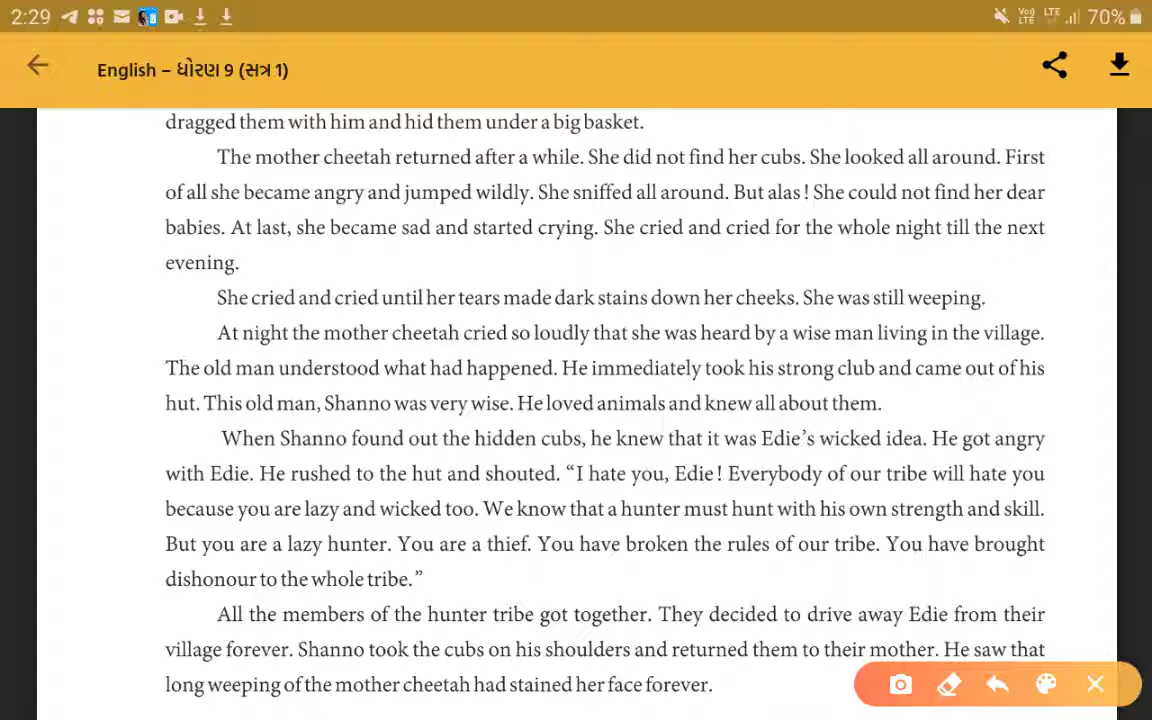 2:29
Vo) LTE LTE 70%
English – ધોરણ 9 (સત્ર 1)
dragged them with him and hid them under a big basket.
The mother cheetah returned after a while. She did not find her cubs. She looked all around. First
of all she became angry and jumped wildly. She sniffed all around. But alas ! She could not find her dear
babies. At last, she became sad and started crying. She cried and cried for the whole night till the next
evening.
She cried and cried until her tears made dark stains down her cheeks. She was still weeping.
At night the mother cheetah cried so loudly that she was heard by a wise man living in the village.
The old man understood what had happened. He immediately took his strong club and came out of his
hut. This old man, Shanno was very wise. He loved animals and knew all about them.
When Shanno found out the hidden cubs, he knew that it was Edie’s wicked idea. He got angry
with Edie. He rushed to the hut and shouted. “I hate you, Edie ! Everybody of our tribe will hate you
because you are lazy and wicked too. We know that a hunter must hunt with his own strength and skill.
But you are a lazy hunter. You are a thief. You have broken the rules of our tribe. You have brought
dishonour to the whole tribe.”
All the members of the hunter tribe got together. They decided to drive away Edie from their
village forever. Shanno took the cubs on his shoulders and returned them to their mother. He saw that
long weeping of the mother cheetah had stained her face forever.